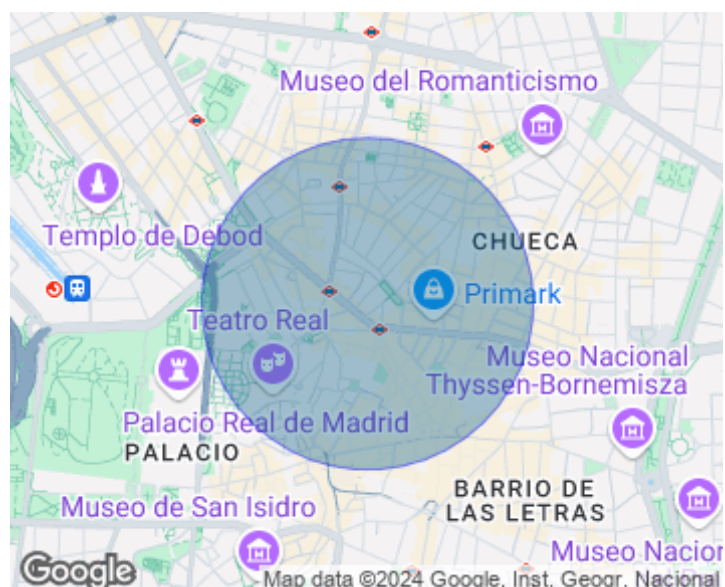 Museo del Romanticismo
Templo de Debod
CHUECA
Primark
Teatro Real
Museo Nacional
Thyssen-Bornemisza
Palacio Real de Madrid
PALACIO
Museo de San Isidro
BARRIO DE
LAS LETRAS
Museo Nacion
Google
Map data ©2024 Google, Inst. Geogr. Nacional